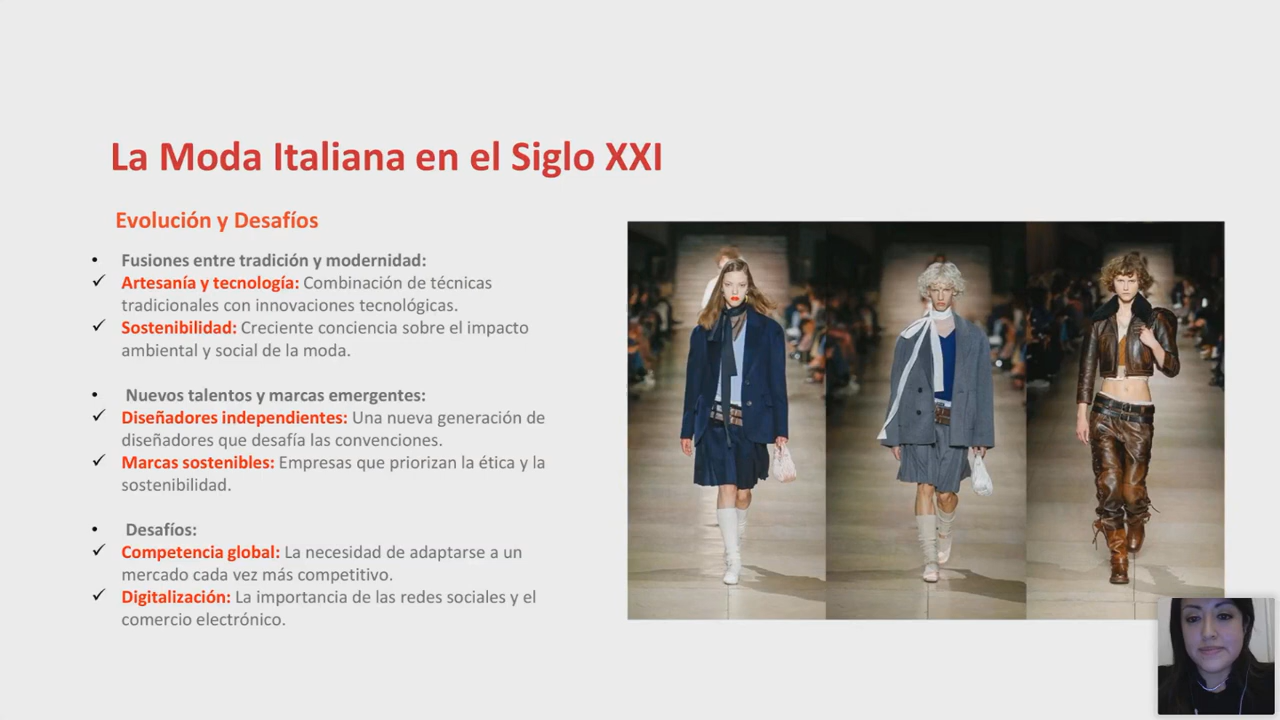 La Moda Italiana en el Siglo XXI
Evolución y Desafíos
• Fusiones entre tradición y modernidad:
✓ Artesanía y tecnología: Combinación de técnicas
tradicionales con innovaciones tecnológicas.
✓ Sostenibilidad: Creciente conciencia sobre el impacto
ambiental y social de la moda.
• Nuevos talentos y marcas emergentes:
✓ Diseñadores independientes: Una nueva generación de
diseñadores que desafía las convenciones.
✓ Marcas sostenibles: Empresas que priorizan la ética y la
sostenibilidad.
• Desafíos:
✓ Competencia global: La necesidad de adaptarse a un
mercado cada vez más competitivo.
✓ Digitalización: La importancia de las redes sociales y el
comercio electrónico.